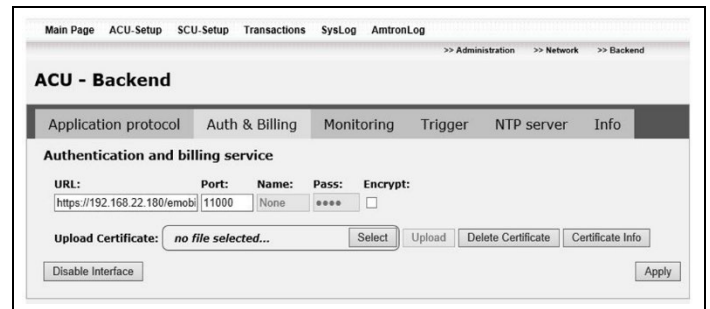 Main Page ACU-Setup SCU-Setup Transactions SysLog AmtronLog
>> Administration >> Network >> Backend
ACU - Backend
Application protocol Auth & Billing Monitoring Trigger NTP server Info
Authentication and billing service
URL: Port: Name: Pass: Encrypt:
https://192.168.22.180/emobi 11000 None ●●●●
Upload Certificate: no file selected... Select Upload Delete Certificate Certificate Info
Disable Interface Apply